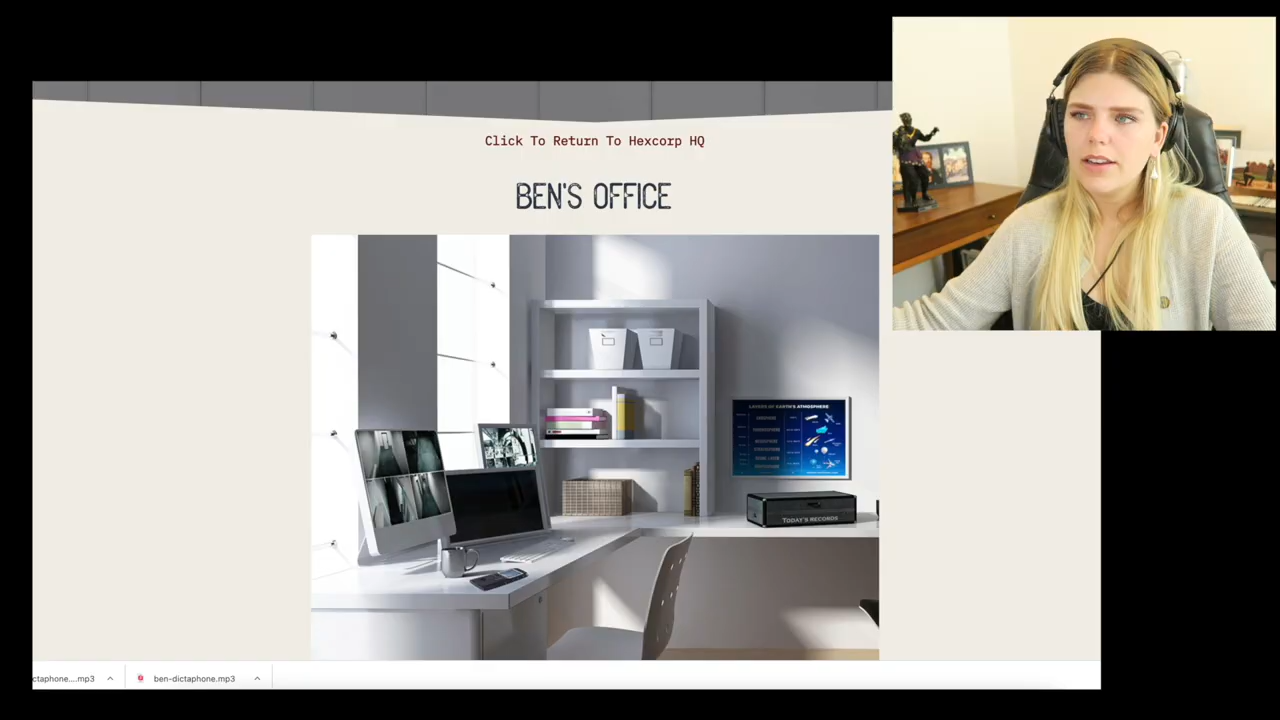 Click To Return To Hexcorp HQ
BEN'S OFFICE
LAYERS OF EARTH'S ATMOSPHERE
TODAY'S RECORDS
ctaphone....mp3
ben-dictaphone.mp3